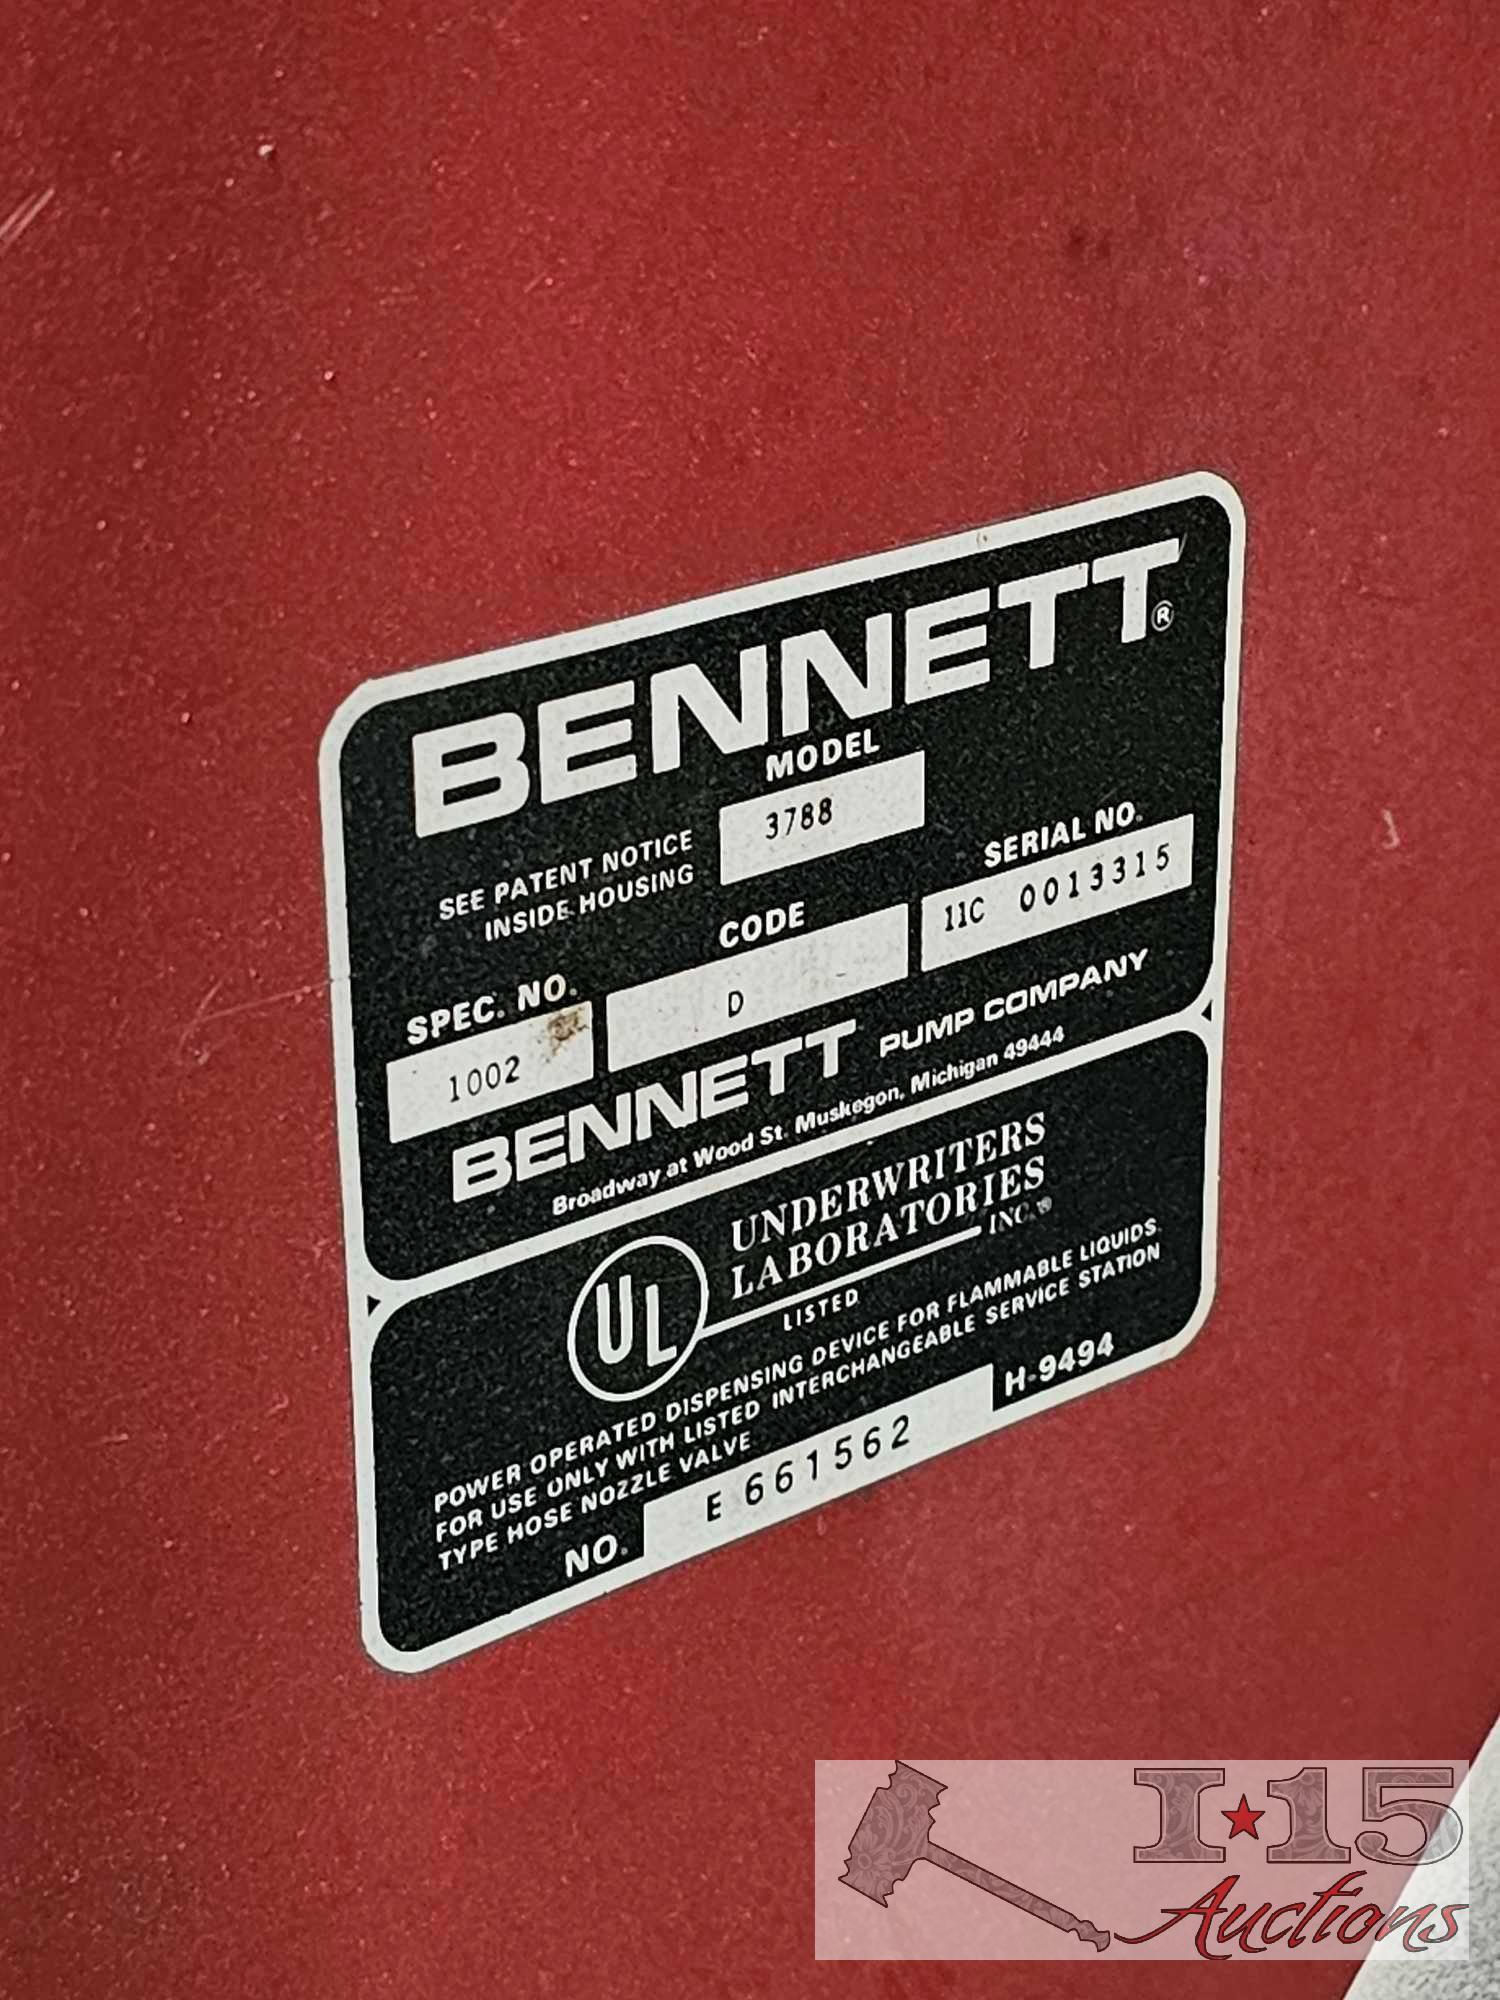 BENNETT®
MODEL
3788
SEE PATENT NOTICE
INSIDE HOUSING
SERIAL NO.
11C 0013315
CODE
D
SPEC. NO.
1002
BENNETT PUMP COMPANY
Broadway at Wood St. Muskegon, Michigan 49444
UL
UNDERWRITERS
LABORATORIES
INC.®
LISTED
POWER OPERATED DISPENSING DEVICE FOR FLAMMABLE LIQUIDS
FOR USE ONLY WITH LISTED INTERCHANGEABLE SERVICE STATION
TYPE HOSE NOZZLE VALVE
NO. E 661562 H-9494
I★15
Auctions